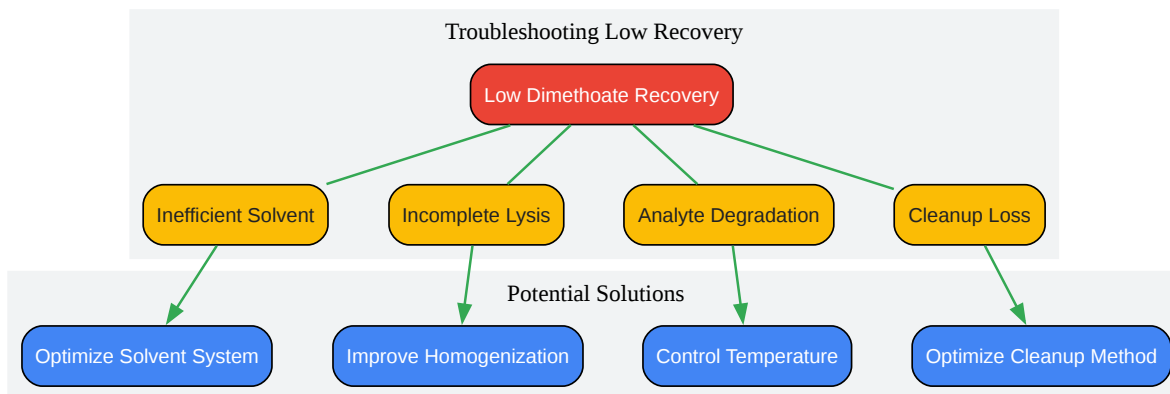 Troubleshooting Low Recovery
Low Dimethoate Recovery
Inefficient Solvent
Incomplete Lysis
Analyte Degradation
Cleanup Loss
Potential Solutions
Optimize Solvent System
Improve Homogenization
Control Temperature
Optimize Cleanup Method